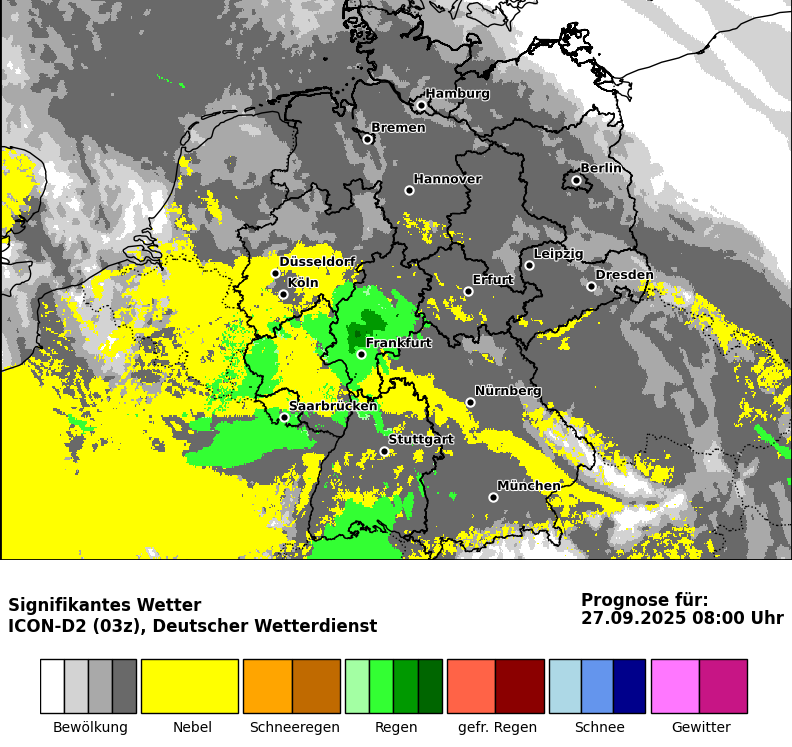 Hamburg
Bremen
Berlin
Hannover
Leipzig
Düsseldorf
Dresden
Erfurt
Köln
Frankfurt
Nürnberg
Saarbrücken
Stuttgart
München
Signifikantes Wetter
ICON-D2 (03z), Deutscher Wetterdienst
Prognose für:
27.09.2025 08:00 Uhr
Bewölkung Nebel Schneeregen Regen gefr. Regen Schnee Gewitter